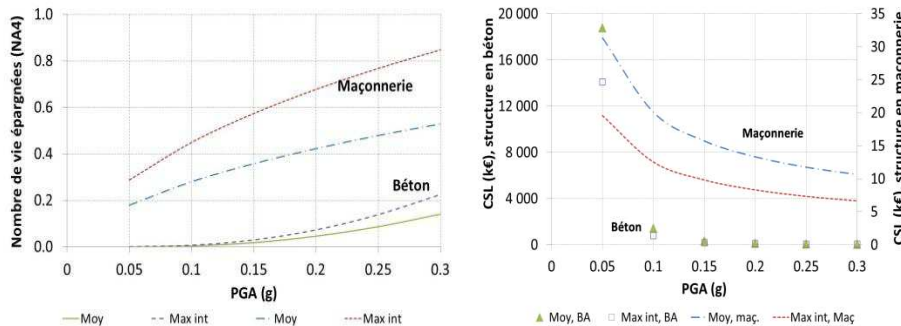 Nombre de vie épargnées (NA4)
1.0
0.8
0.6
0.4
0.2
0.0
Maçonnerie
Béton
0
0.05
0.1
0.15
0.2
0.25
0.3
PGA (g)
Moy
Max int
Moy
Max int
CSL (k€), structure en béton
20 000
16 000
12 000
8 000
4 000
0
Maçonnerie
Béton
35
30
25
20
15
10
5
0
CSL (k€), structure en maçonnerie
0
0.05
0.1
0.15
0.2
0.25
0.3
PGA (g)
Moy, BA
Max int, BA
Moy, maç.
Max int, Maç